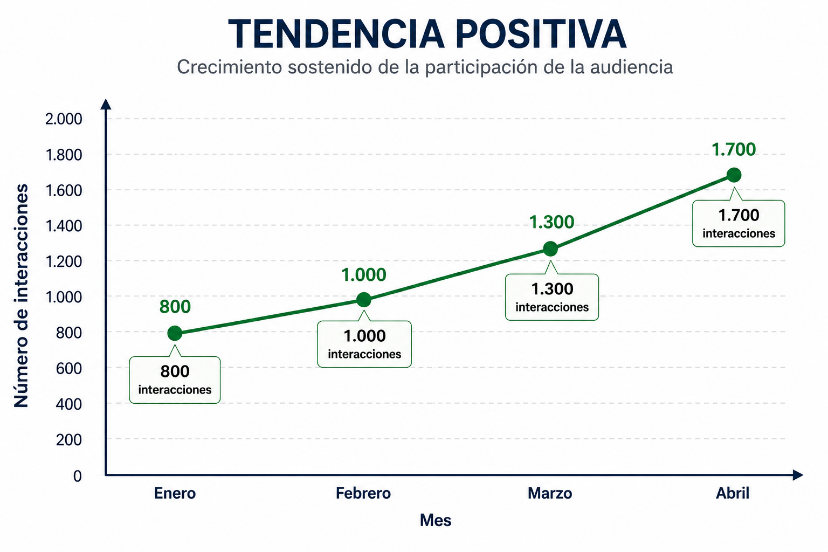 TENDENCIA POSITIVA
Crecimiento sostenido de la participación de la audiencia
Número de interacciones
2.000
1.800
1.600
1.400
1.200
1.000
800
600
400
200
0
800
800
interacciones
1.000
1.000
interacciones
1.300
1.300
interacciones
1.700
1.700
interacciones
Enero
Febrero
Marzo
Abril
Mes